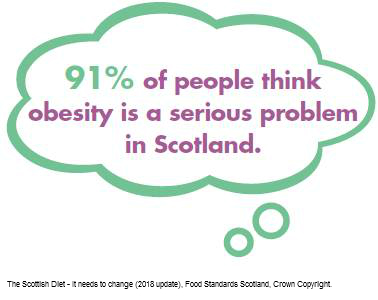 91% of people think
obesity is a serious problem
in Scotland.
The Scottish Diet - it needs to change (2018 update), Food Standards Scotland, Crown Copyright.